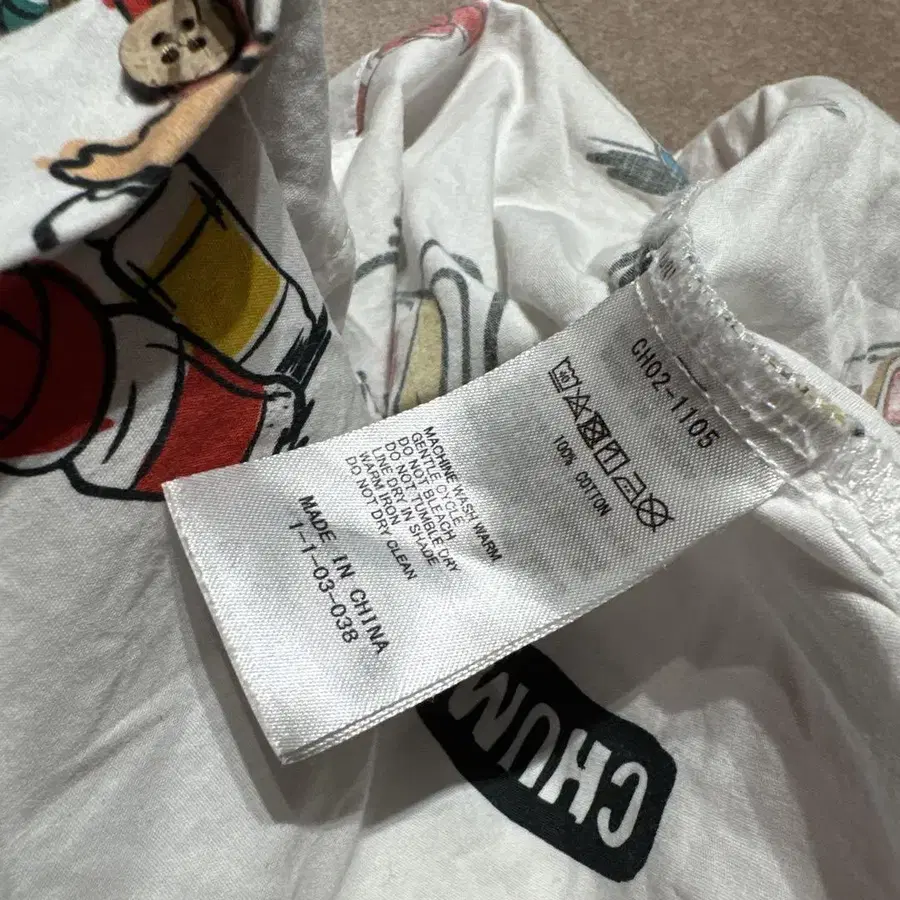 CH02-1105
100% COTTON
MACHINE WASH WARM
GENTLE CYCLE
DO NOT BLEACH
DO NOT TUMBLE DRY
LINE DRY IN SHADE
WARM IRON
DO NOT DRY CLEAN
MADE IN CHINA
1-1-03-038
CHUM